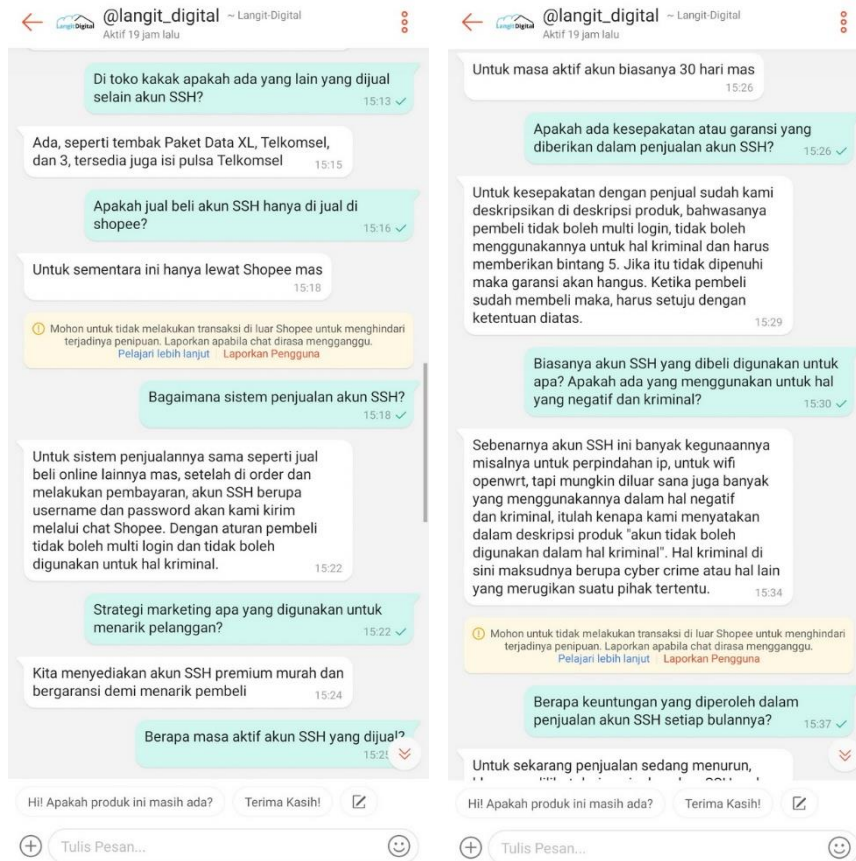 @langit_digital ~ Langit-Digital
Aktif 19 jam lalu
Di toko kakak apakah ada yang lain yang dijual
selain akun SSH?
15:13
Ada, seperti tembak Paket Data XL, Telkomsel,
dan 3, tersedia juga isi pulsa Telkomsel
15:15
Apakah jual beli akun SSH hanya di jual di
shopee?
15:16
Untuk sementara ini hanya lewat Shopee mas
15:18
Mohon untuk tidak melakukan transaksi di luar Shopee untuk menghindari
terjadinya penipuan. Laporkan apabila chat dirasa mengganggu.
Pelajari lebih lanjut Laporkan Pengguna
Bagaimana sistem penjualan akun SSH?
15:18
Untuk sistem penjualannya sama seperti jual
beli online lainnya mas, setelah di order dan
melakukan pembayaran, akun SSH berupa
username dan password akan kami kirim
melalui chat Shopee. Dengan aturan pembeli
tidak boleh multi login dan tidak boleh
digunakan untuk hal kriminal.
15:22
Strategi marketing apa yang digunakan untuk
menarik pelanggan?
15:22
Kita menyediakan akun SSH premium murah dan
bergaransi demi menarik pembeli
15:24
Berapa masa aktif akun SSH yang dijual?
Hi! Apakah produk ini masih ada?
Terima Kasih!
Tulis Pesan...
@langit_digital ~ Langit-Digital
Aktif 19 jam lalu
Untuk masa aktif akun biasanya 30 hari mas
15:26
Apakah ada kesepakatan atau garansi yang
diberikan dalam penjualan akun SSH?
15:26
Untuk kesepakatan dengan penjual sudah kami
deskripsikan di deskripsi produk, bahwasanya
pembeli tidak boleh multi login, tidak boleh
menggunakannya untuk hal kriminal dan harus
memberikan bintang 5. Jika itu tidak dipenuhi
maka garansi akan hangus. Ketika pembeli
sudah membeli maka, harus setuju dengan
ketentuan diatas.
15:29
Biasanya akun SSH yang dibeli digunakan untuk
apa? Apakah ada yang menggunakan untuk hal
yang negatif dan kriminal?
15:30
Sebenarnya akun SSH ini banyak kegunaannya
misalnya untuk perpindahan ip, untuk wifi
openwrt, tapi mungkin diluar sana juga banyak
yang menggunakannya dalam hal negatif
dan kriminal, itulah kenapa kami menyatakan
dalam deskripsi produk "akun tidak boleh
digunakan dalam hal kriminal". Hal kriminal di
sini maksudnya berupa cyber crime atau hal lain
yang merugikan suatu pihak tertentu.
15:34
Mohon untuk tidak melakukan transaksi di luar Shopee untuk menghindari
terjadinya penipuan. Laporkan apabila chat dirasa mengganggu.
Pelajari lebih lanjut Laporkan Pengguna
Berapa keuntungan yang diperoleh dalam
penjualan akun SSH setiap bulannya?
15:37
Untuk sekarang penjualan sedang menurun,
Hi! Apakah produk ini masih ada?
Terima Kasih!
Tulis Pesan...